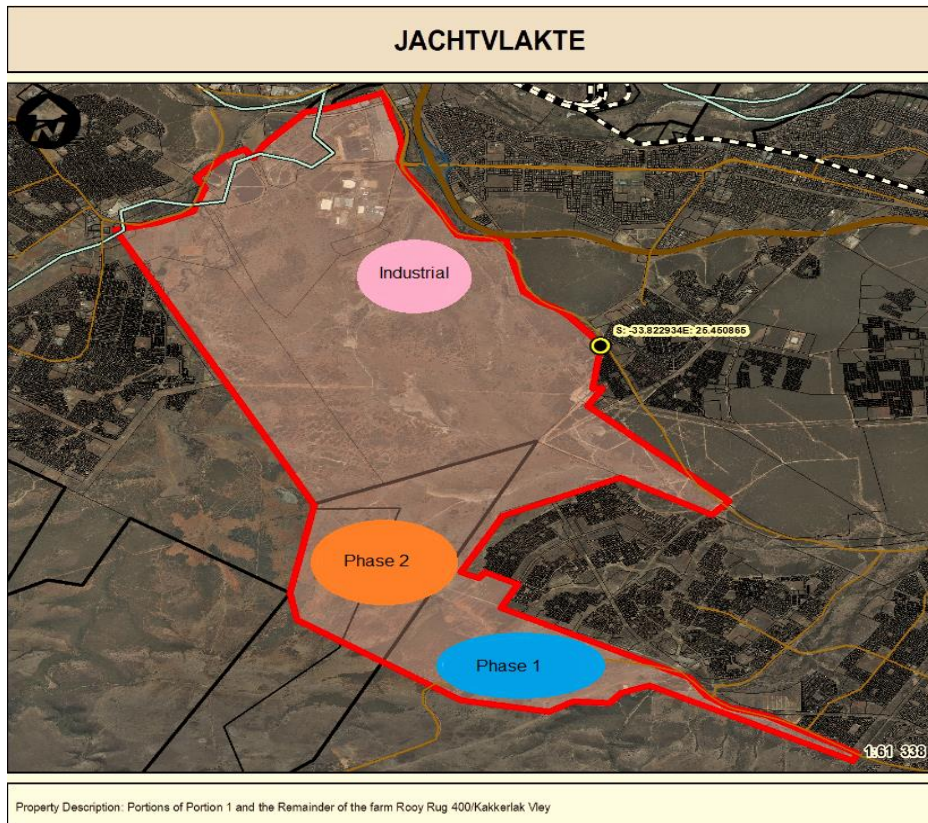 JACHTVLAKTE
N
Industrial
S: -33.822934E: 25.450865
Phase 2
Phase 1
1:61 338
Property Description: Portions of Portion 1 and the Remainder of the farm Rooy Rug 400/Kakkerlak Vley